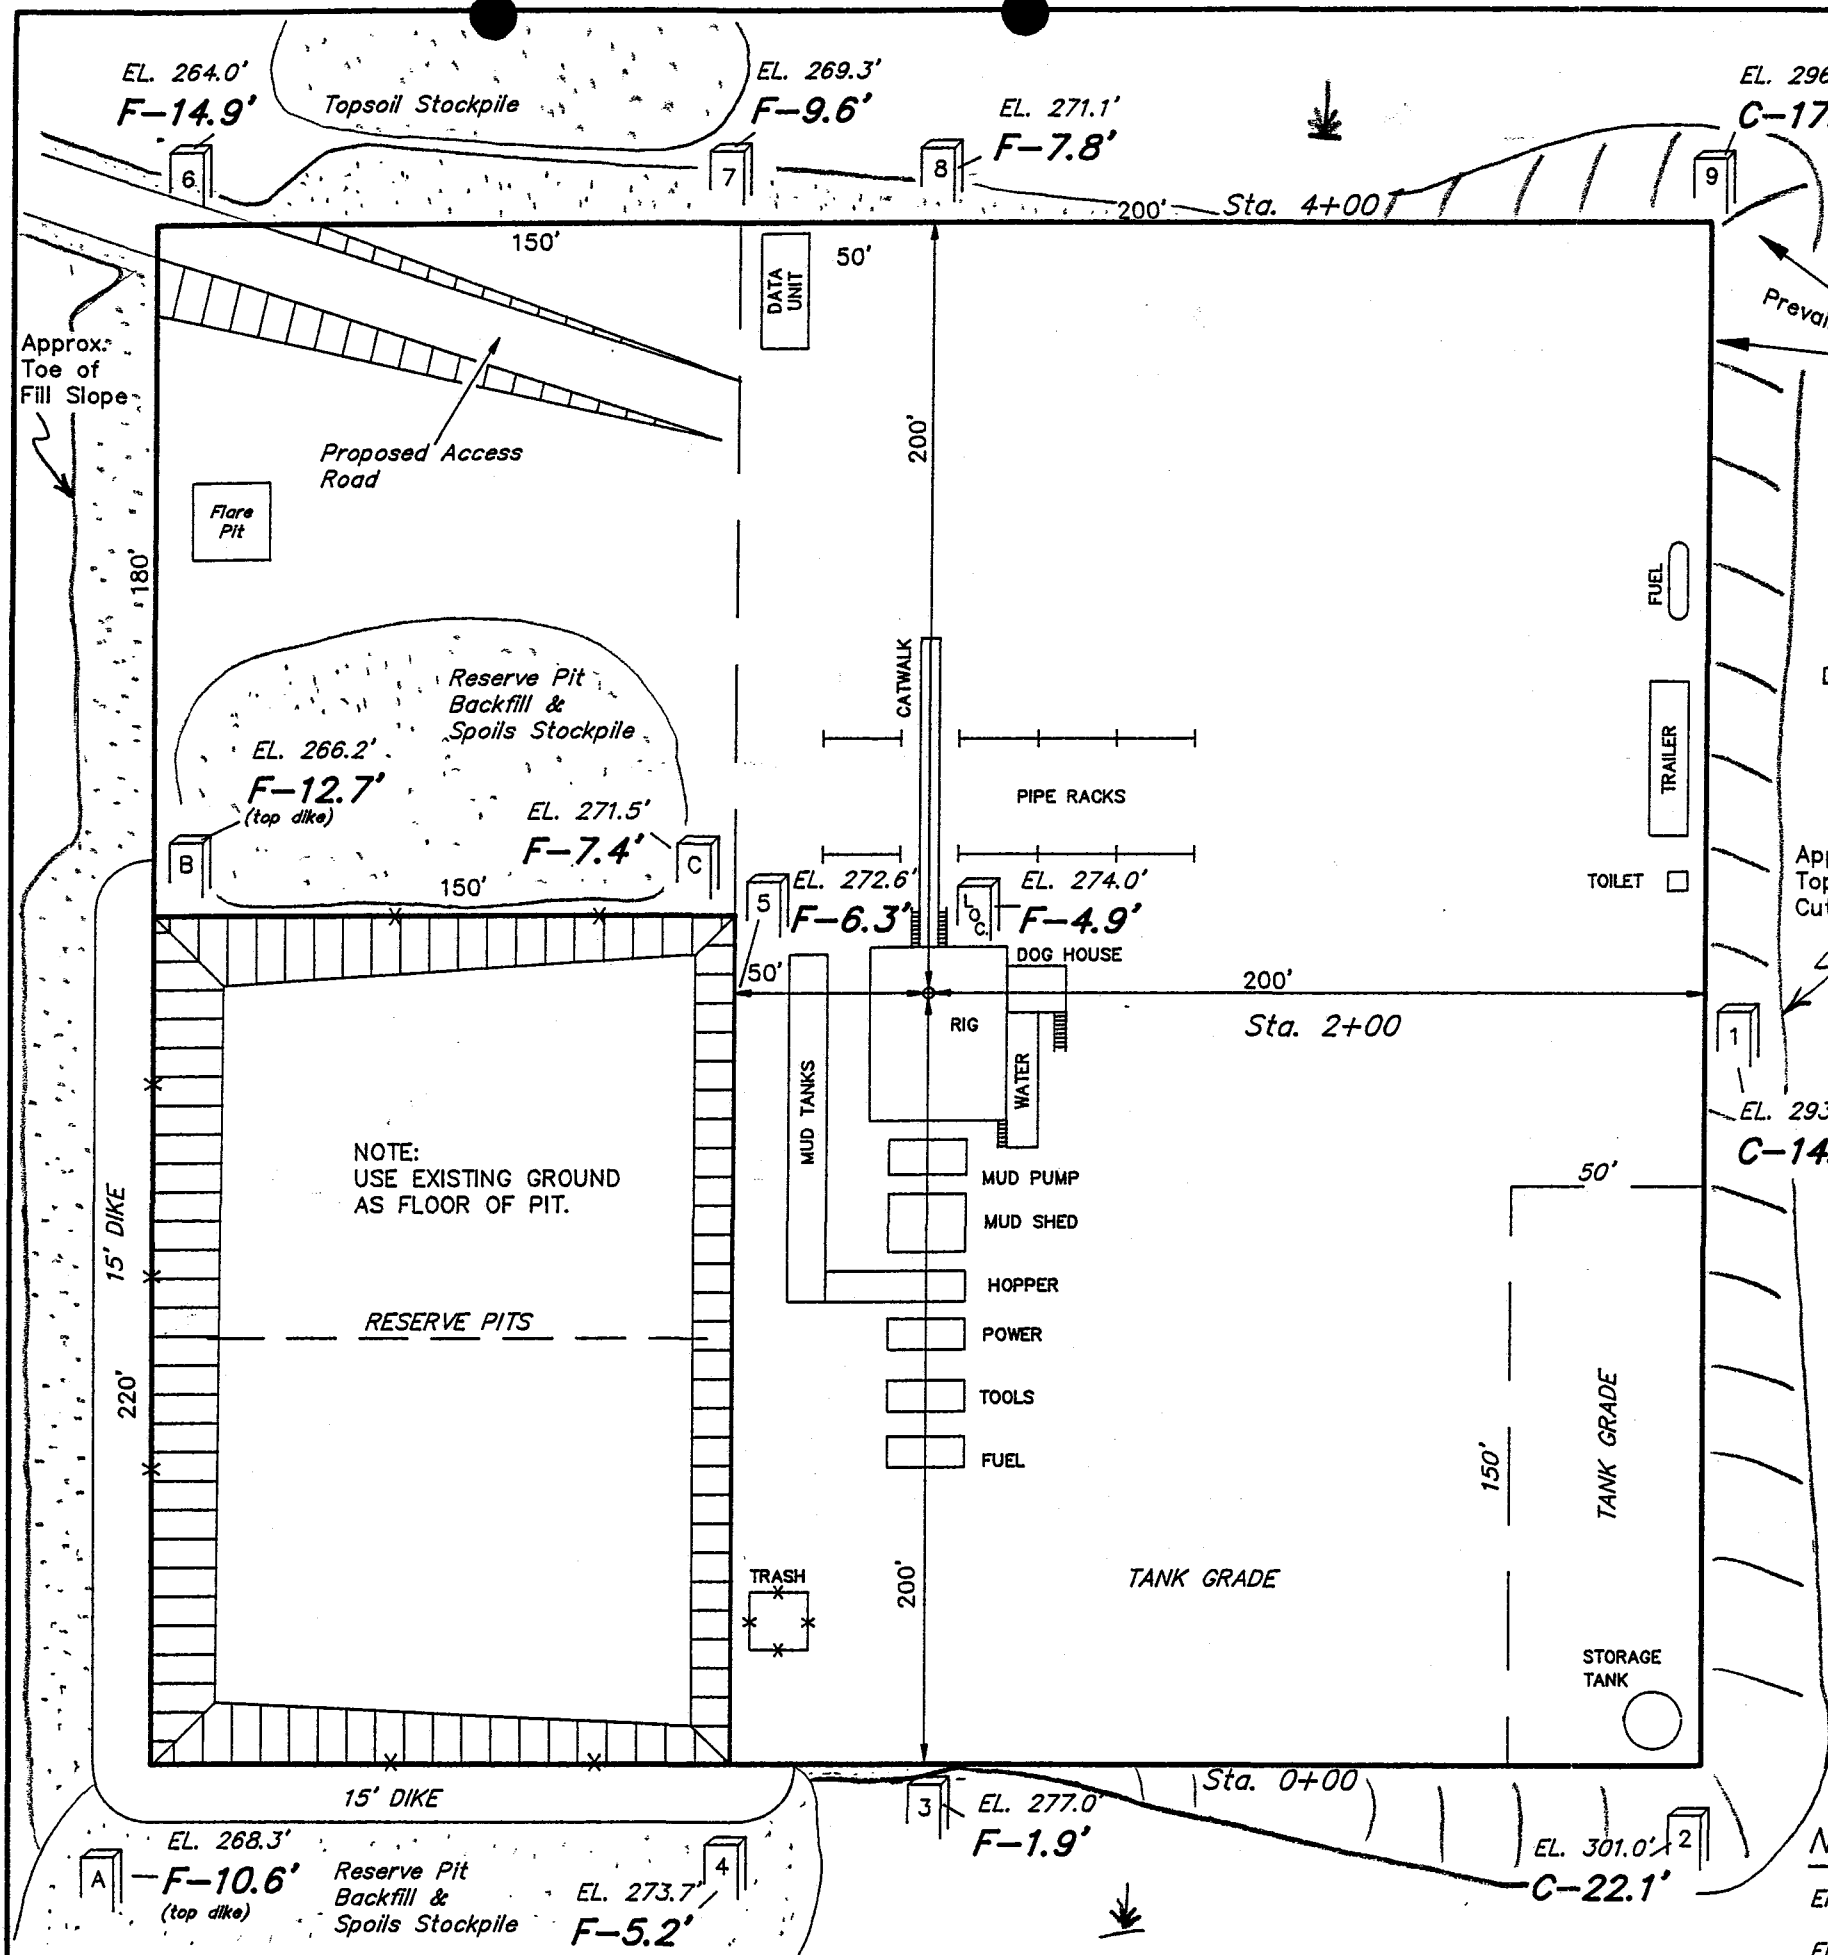 EL. 264.0'
F-14.9'
Topsoil Stockpile
EL. 269.3'
F-9.6'
EL. 271.1'
F-7.8'
EL. 296
C-17.
6
7
8
9
200'
Sta. 4+00
150'
50'
DATA
UNIT
Approx.
Toe of
Fill Slope
200'
Proposed Access
Road
Flare
Pit
180'
FUEL
CATWALK
Reserve Pit
Backfill &
Spoils Stockpile
EL. 266.2'
F-12.7'
(top dike)
EL. 271.5'
F-7.4'
PIPE RACKS
TRAILER
B
C
150'
5
EL. 272.6'
F-6.3'
LOC.
EL. 274.0'
F-4.9'
TOILET
DOG HOUSE
50'
200'
RIG
Sta. 2+00
1
MUD TANKS
WATER
EL. 293
C-14.
NOTE:
USE EXISTING GROUND
AS FLOOR OF PIT.
MUD PUMP
50'
15' DIKE
MUD SHED
HOPPER
RESERVE PITS
POWER
220'
TOOLS
TANK GRADE
FUEL
150'
TRASH
200'
TANK GRADE
STORAGE
TANK
15' DIKE
Sta. 0+00
3
EL. 277.0'
F-1.9'
2
EL. 301.0'
C-22.1'
A
EL. 268.3'
F-10.6'
(top dike)
Reserve Pit
Backfill &
Spoils Stockpile
4
EL. 273.7'
F-5.2'